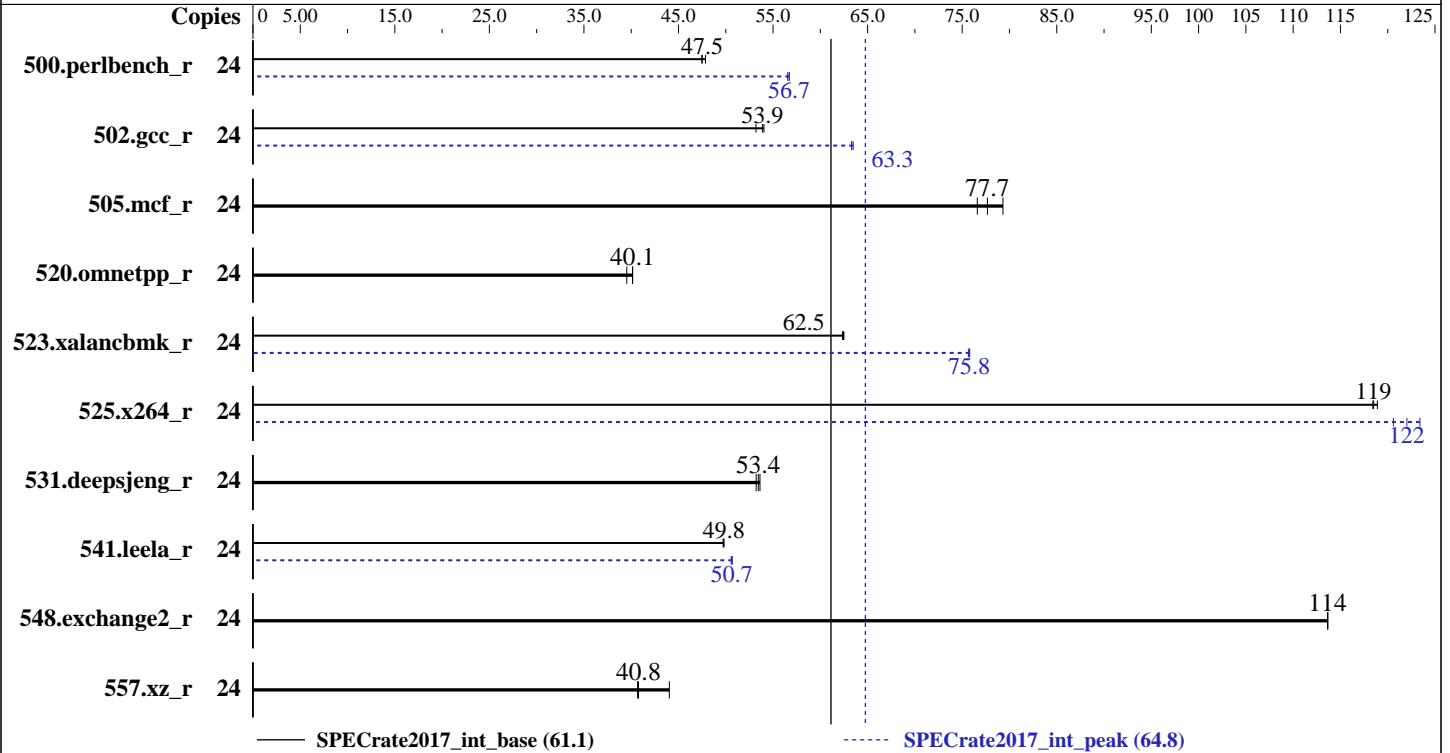 Copies 0 5.00 15.0 25.0 35.0 45.0 55.0 65.0 75.0 85.0 95.0 100 105 110 115 125
47.5
500.perlbench_r 24
56.7
53.9
502.gcc_r 24
63.3
77.7
505.mcf_r 24
40.1
520.omnetpp_r 24
62.5
523.xalancbmk_r 24
75.8
119
525.x264_r 24
122
53.4
531.deepsjeng_r 24
49.8
541.leela_r 24
50.7
114
548.exchange2_r 24
40.8
557.xz_r 24
SPECrate2017_int_base (61.1) SPECrate2017_int_peak (64.8)